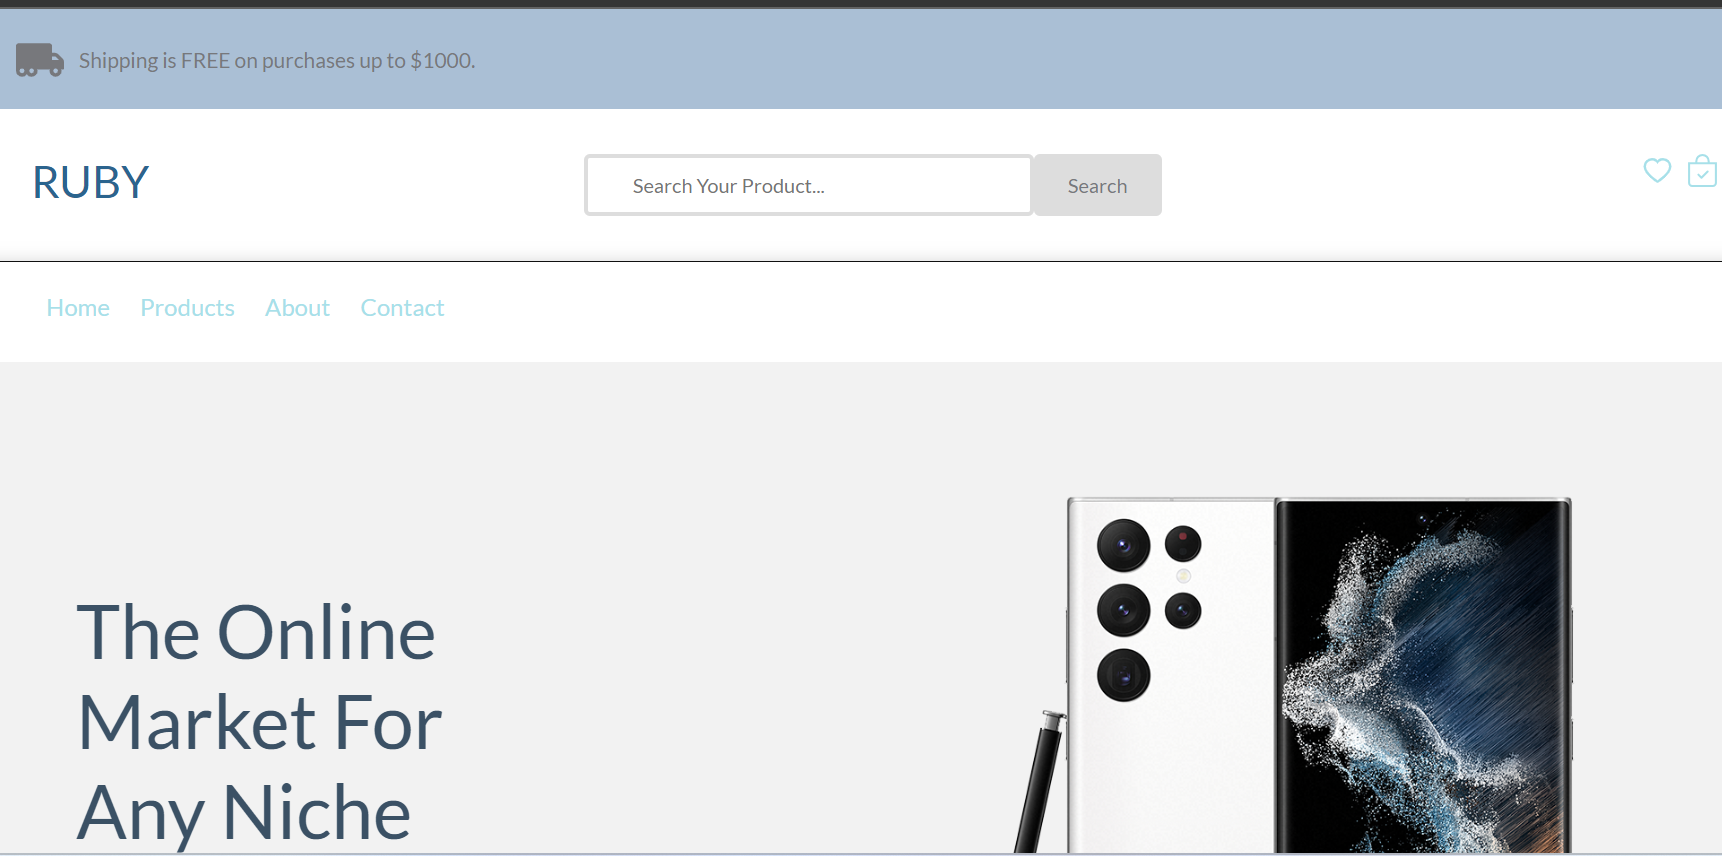 Shipping is FREE on purchases up to $1000.
RUBY
Search Your Product...
Search
Home Products About Contact
The Online
Market For
Any Niche